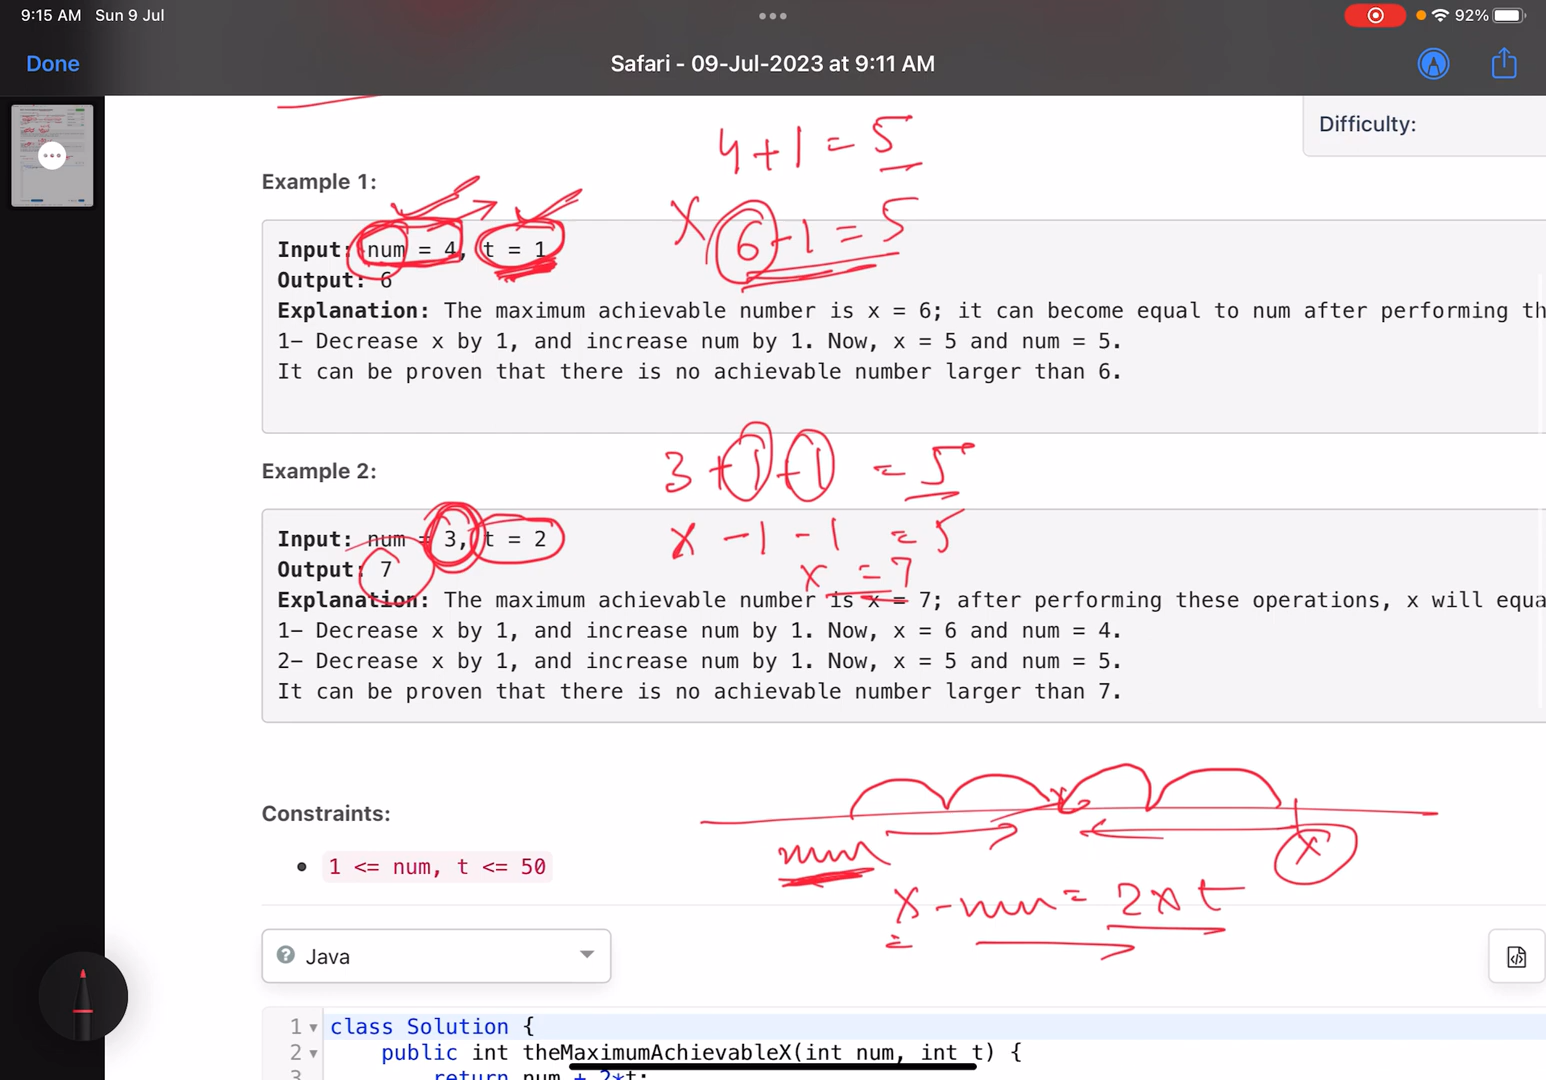 9:15 AM Sun 9 Jul
92%
Done
Safari - 09-Jul-2023 at 9:11 AM
Difficulty:
4+1 = 5
Example 1:
X 6-1 = 5
Input: num = 4, t = 1
Output: 6
Explanation: The maximum achievable number is x = 6; it can become equal to num after performing th
1- Decrease x by 1, and increase num by 1. Now, x = 5 and num = 5.
It can be proven that there is no achievable number larger than 6.
3 +1 +1 = 5
Example 2:
Input: num = 3, t = 2
x -1 -1 = 5
Output: 7
x = 7
Explanation: The maximum achievable number is x = 7; after performing these operations, x will equa
1- Decrease x by 1, and increase num by 1. Now, x = 6 and num = 4.
2- Decrease x by 1, and increase num by 1. Now, x = 5 and num = 5.
It can be proven that there is no achievable number larger than 7.
Constraints:
num
x
1 <= num, t <= 50
x - num = 2 x t
Java
1 class Solution {
2 public int theMaximumAchievableX(int num, int t) {
3 return num + 2*t;